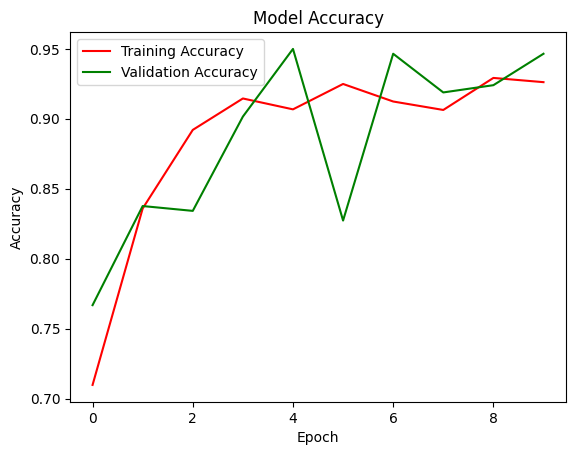 Model Accuracy
Training Accuracy
Validation Accuracy
0.95
0.90
0.85
0.80
0.75
0.70
Accuracy
0 2 4 6 8
Epoch